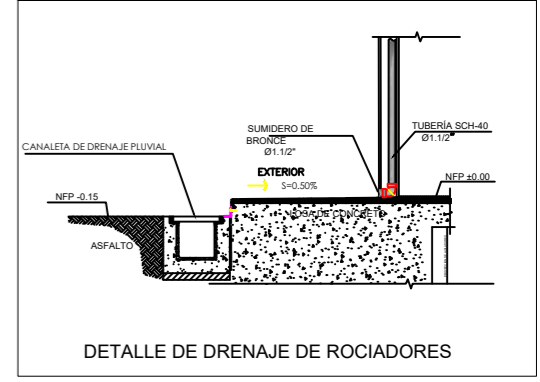 SUMIDERO DE
BRONCE
Ø1.1/2"
TUBERÍA SCH-40
Ø1.1/2"
CANALETA DE DRENAJE PLUVIAL
EXTERIOR
S=0.50%
NFP ±0.00
NFP -0.15
LOSA DE CONCRETO
ASFALTO
DETALLE DE DRENAJE DE ROCIADORES